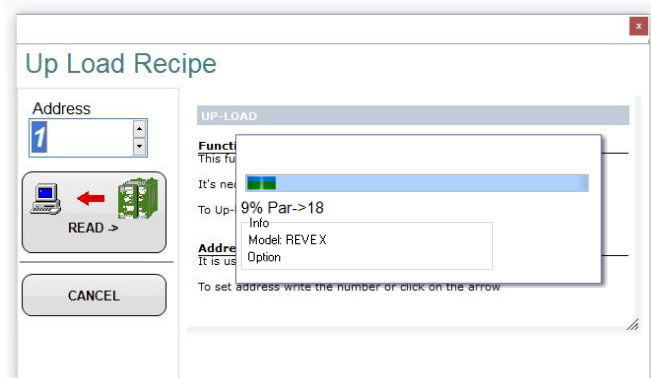 x
Up Load Recipe
Address
1
READ ->
CANCEL
UP-LOAD
Functi
This fu
It's nec
To Up-
Addre
It is us
To set address write the number or click on the arrow
9% Par->18
Info
Model: REVEX
Option